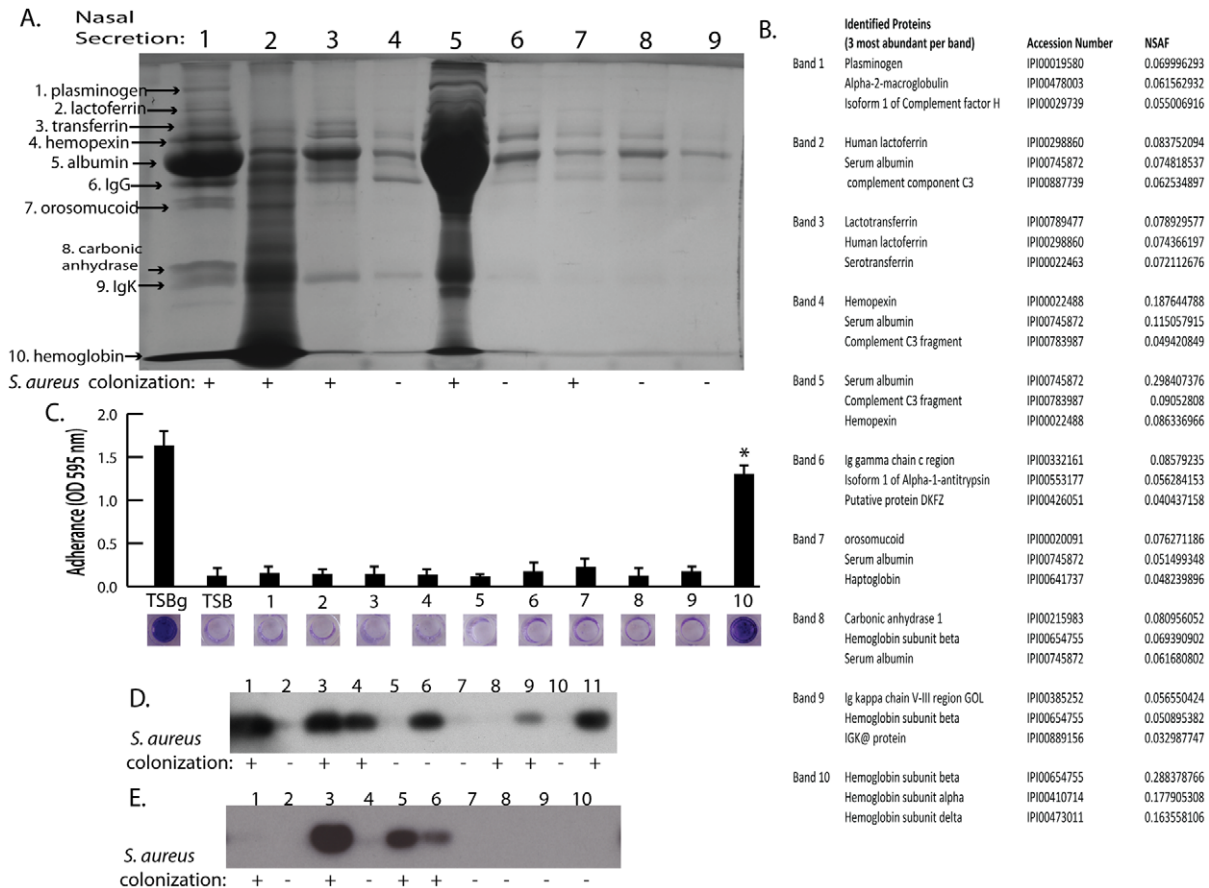 A.
Nasal
Secretion: 1 2 3 4 5 6 7 8 9
1. plasminogen
2. lactoferrin
3. transferrin
4. hemopexin
5. albumin
6. IgG
7. orosomucoid
8. carbonic
anhydrase
9. IgK
10. hemoglobin
S. aureus colonization: + + + - + - + - -
B.
Identified Proteins
(3 most abundant per band) Accession Number NSAF
Band 1 Plasminogen IPI00019580 0.069996293
Alpha-2-macroglobulin IPI00478003 0.061562932
Isoform 1 of Complement factor H IPI00029739 0.055006916
Band 2 Human lactoferrin IPI00298860 0.083752094
Serum albumin IPI00745872 0.074818537
complement component C3 IPI00887739 0.062534897
Band 3 Lactotransferrin IPI00789477 0.078929577
Human lactoferrin IPI00298860 0.074366197
Serotransferrin IPI00022463 0.072112676
Band 4 Hemopexin IPI00022488 0.187644788
Serum albumin IPI00745872 0.115057915
Complement C3 fragment IPI00783987 0.049420849
Band 5 Serum albumin IPI00745872 0.298407376
Complement C3 fragment IPI00783987 0.09052808
Hemopexin IPI00022488 0.086336966
Band 6 Ig gamma chain c region IPI00332161 0.08579235
Isoform 1 of Alpha-1-antitrypsin IPI00553177 0.056284153
Putative protein DKFZ IPI00426051 0.040437158
Band 7 orosomucoid IPI00020091 0.076271186
Serum albumin IPI00745872 0.051499348
Haptoglobin IPI00641737 0.048239896
Band 8 Carbonic anhydrase 1 IPI00215983 0.080956052
Hemoglobin subunit beta IPI00654755 0.069390902
Serum albumin IPI00745872 0.061680802
Band 9 Ig kappa chain V-III region GOL IPI00385252 0.056550424
Hemoglobin subunit beta IPI00654755 0.050895382
IGK@ protein IPI00889156 0.032987747
Band 10 Hemoglobin subunit beta IPI00654755 0.288378766
Hemoglobin subunit alpha IPI00410714 0.177905308
Hemoglobin subunit delta IPI00473011 0.163558106
C.
Adherance (OD 595 nm)
2.0
1.5
1.0
0.5
0.0
*
TSBg TSB 1 2 3 4 5 6 7 8 9 10
D.
1 2 3 4 5 6 7 8 9 10 11
S. aureus
colonization: + - + + - - - + + - +
E.
1 2 3 4 5 6 7 8 9 10
S. aureus
colonization: + - + - + + - - - -